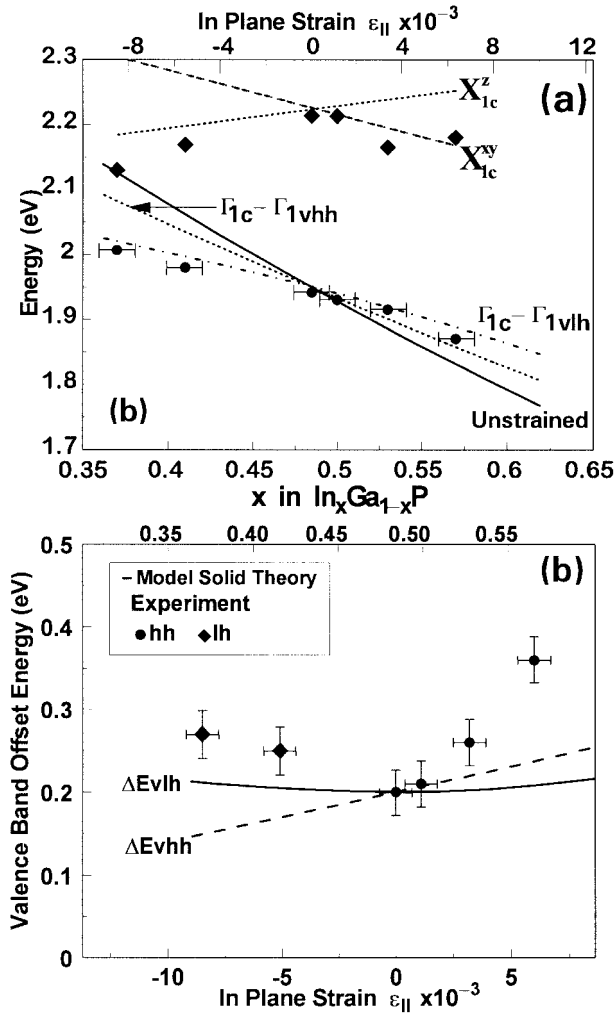 In Plane Strain ε|| x10⁻³
-8 -4 0 4 8 12
2.3
2.2
2.1
2
1.9
1.8
1.7
Energy (eV)
(a)
X₁cᶻ
X₁cˣʸ
Γ₁c– Γ₁vhh
Γ₁c– Γ₁vlh
(b)
Unstrained
0.35 0.4 0.45 0.5 0.55 0.6 0.65
x in InₓGa₁₋ₓP
0.35 0.40 0.45 0.50 0.55
0.5
0.4
0.3
0.2
0.1
0
Valence Band Offset Energy (eV)
(b)
– Model Solid Theory
Experiment
● hh ◆ lh
ΔEvlh
ΔEvhh
-10 -5 0 5
In Plane Strain ε|| x10⁻³